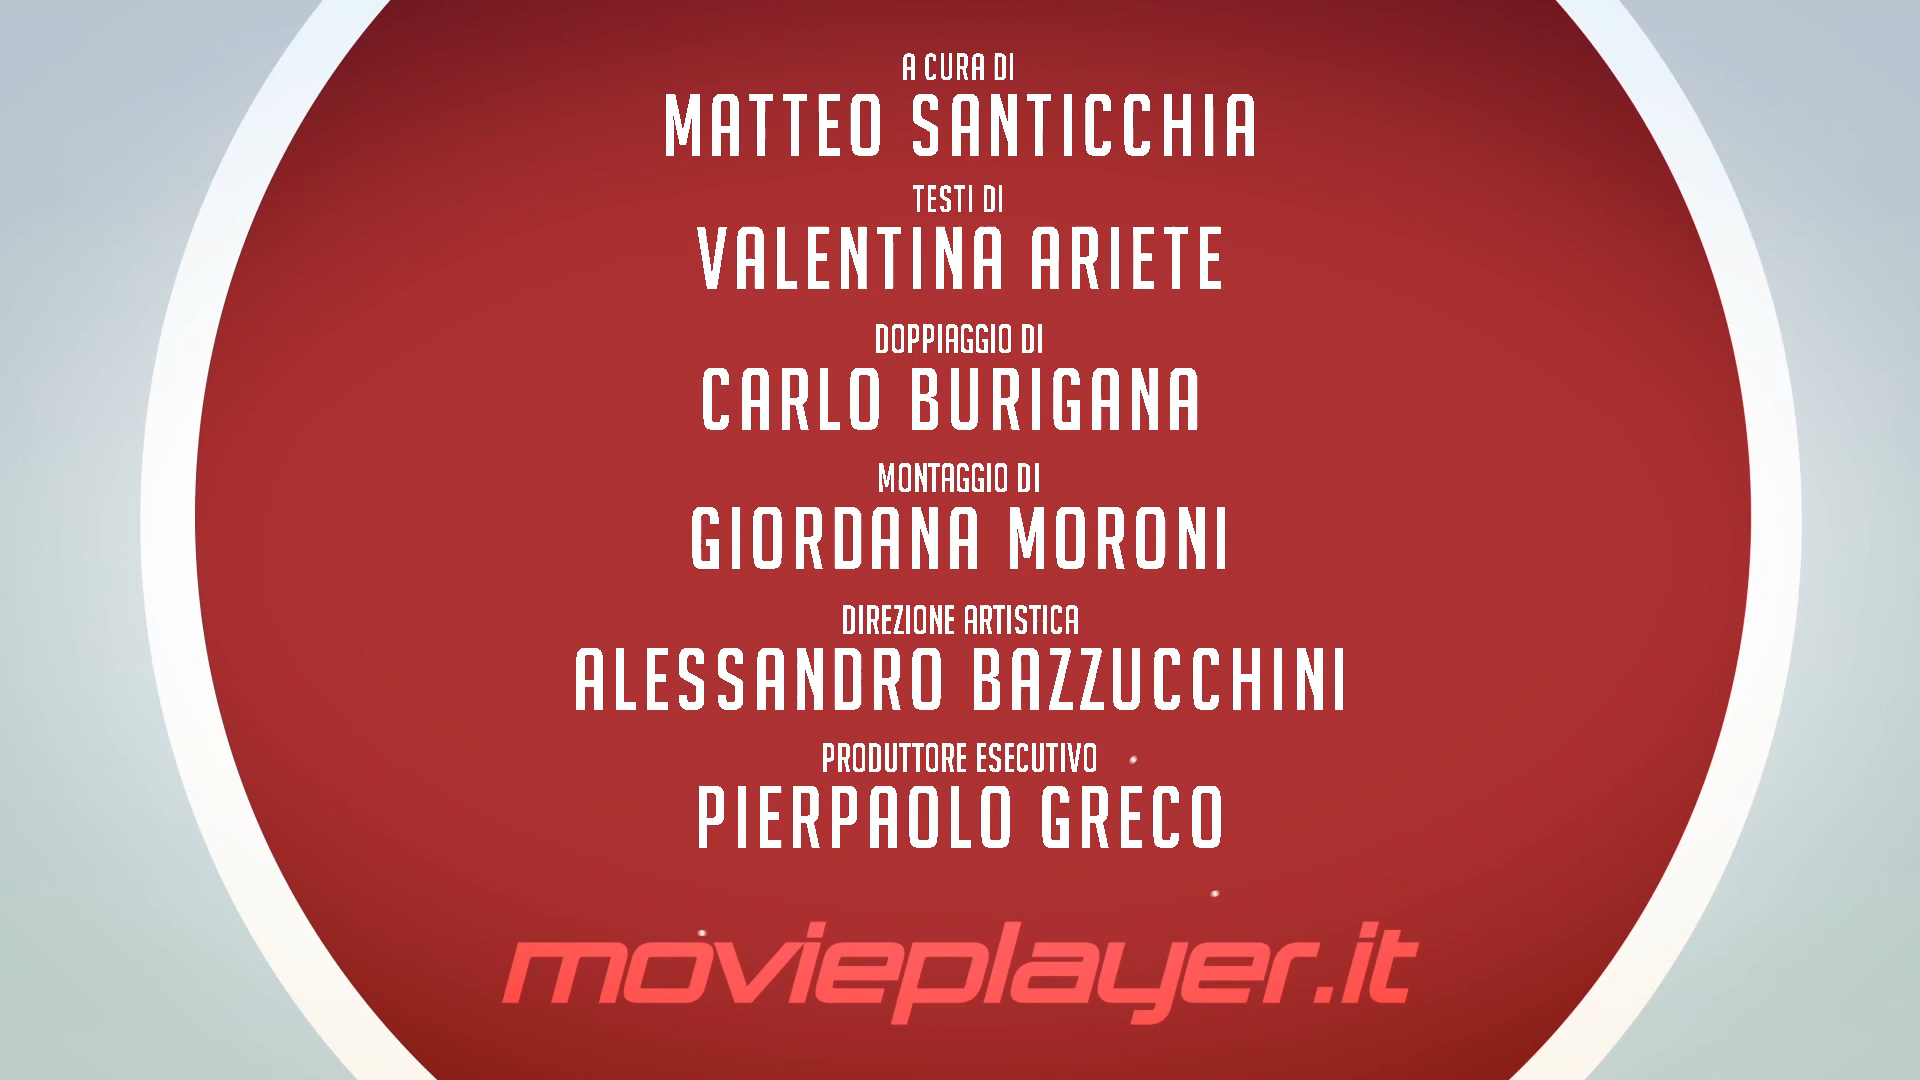 A CURA DI
MATTEO SANTICCHIA
TESTI DI
VALENTINA ARIETE
DOPPIAGGIO DI
CARLO BURIGANA
MONTAGGIO DI
GIORDANA MORONI
DIREZIONE ARTISTICA
ALESSANDRO BAZZUCCHINI
PRODUTTORE ESECUTIVO
PIERPAOLO GRECO
movieplayer.it